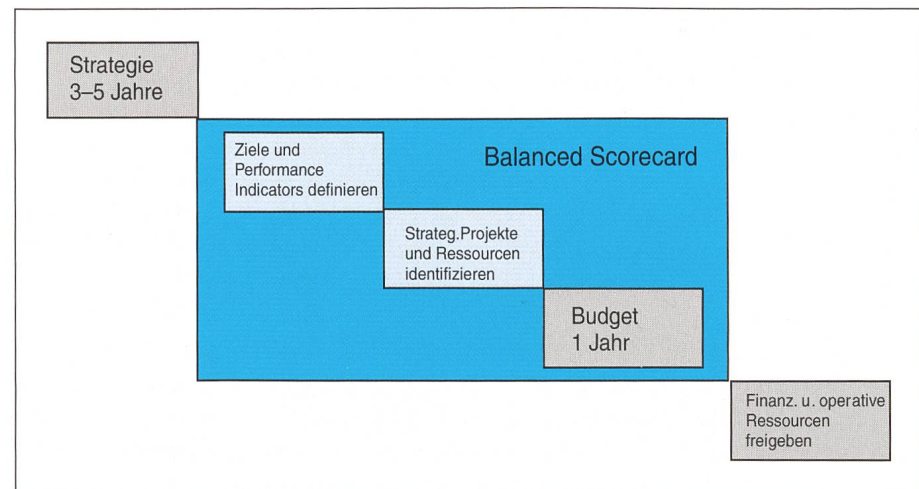 Strategie
3–5 Jahre
Balanced Scorecard
Ziele und
Performance
Indicators definieren
Strateg.Projekte
und Ressourcen
identifizieren
Budget
1 Jahr
Finanz. u. operative
Ressourcen
freigeben